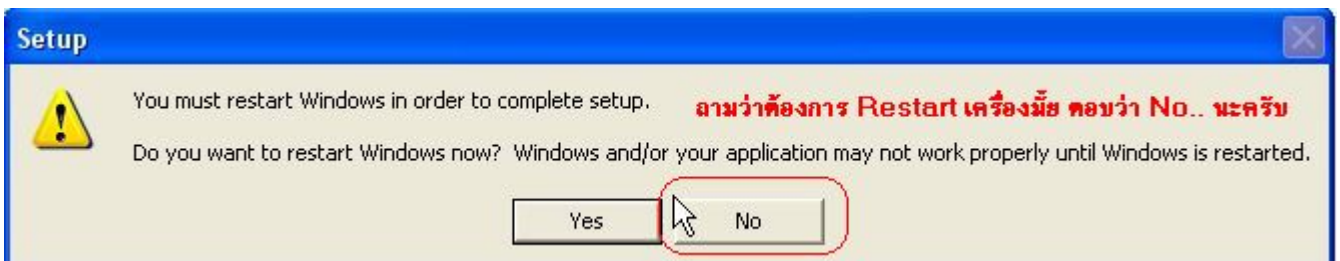 Setup
You must restart Windows in order to complete setup. ถามว่าต้องการ Restart เครื่องมั้ย ตอบว่า No.. นะครับ
Do you want to restart Windows now? Windows and/or your application may not work properly until Windows is restarted.
Yes No